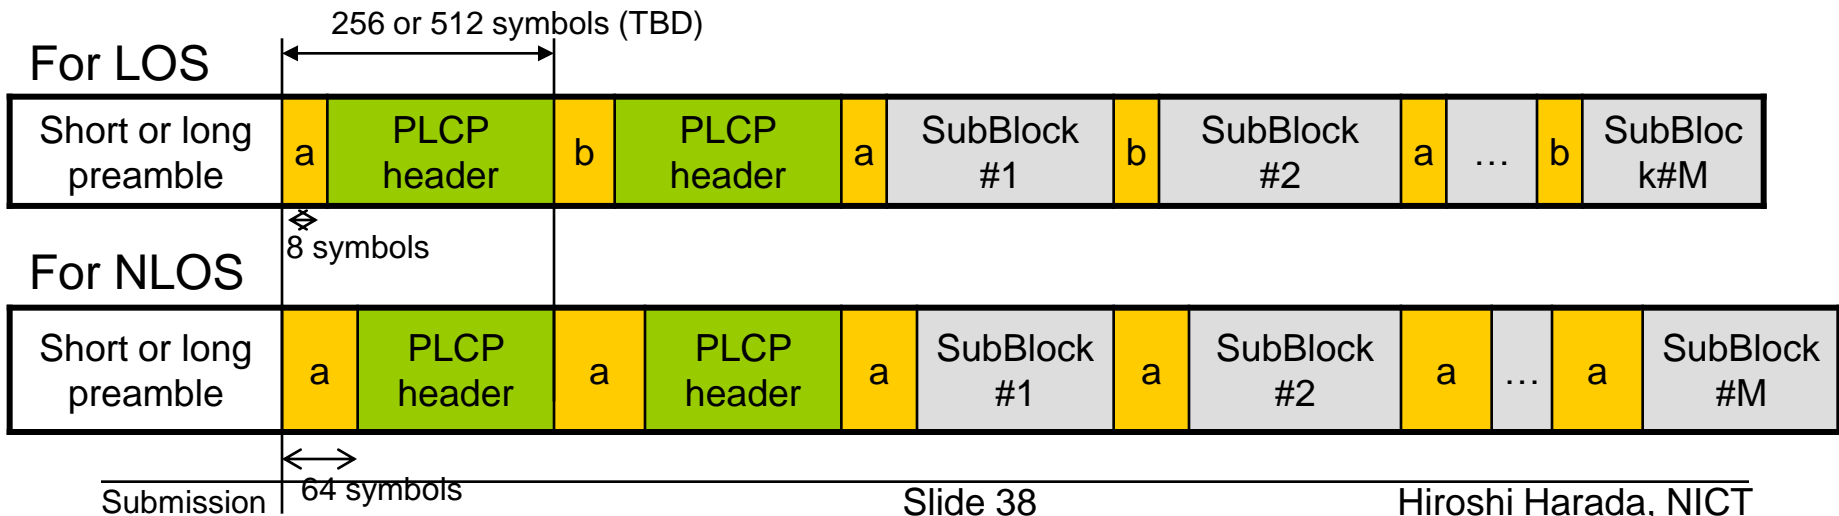 256 or 512 symbols (TBD)
For LOS
Short or long
preamble
a
PLCP
header
b
PLCP
header
a
SubBlock
#1
b
SubBlock
#2
a
...
b
SubBloc
k#M
8 symbols
For NLOS
Short or long
preamble
a
PLCP
header
a
PLCP
header
a
SubBlock
#1
a
SubBlock
#2
a
...
a
SubBlock
#M
64 symbols
Submission
Slide 38
Hiroshi Harada, NICT